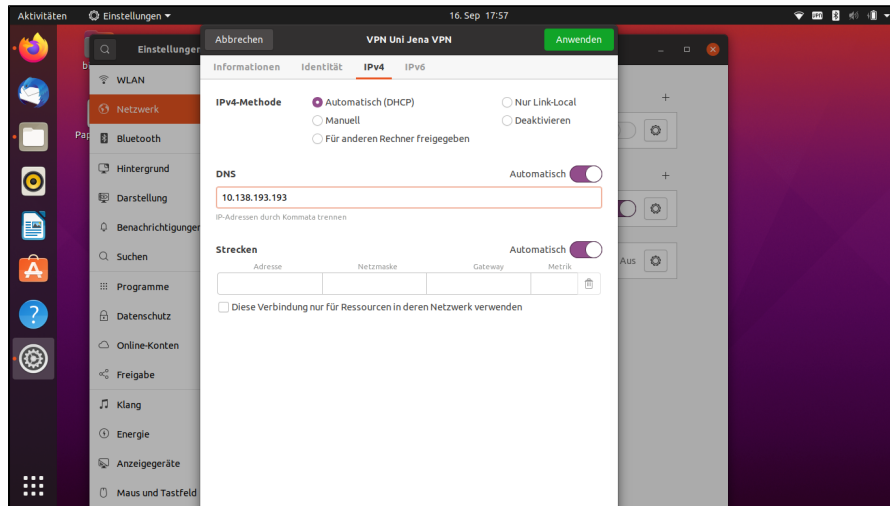 Aktivitäten
Einstellungen
16. Sep 17:57
VPN
Einstellungen
Abbrechen
VPN Uni Jena VPN
Anwenden
Informationen
Identität
IPv4
IPv6
WLAN
Netzwerk
Bluetooth
Hintergrund
Darstellung
Benachrichtigungen
Suchen
Programme
Datenschutz
Online-Konten
Freigabe
Klang
Energie
Anzeigegeräte
Maus und Tastfeld
IPv4-Methode
Automatisch (DHCP)
Nur Link-Local
Manuell
Deaktivieren
Für anderen Rechner freigegeben
DNS
Automatisch
10.138.193.193
IP-Adressen durch Kommata trennen
Strecken
Automatisch
Adresse
Netzmaske
Gateway
Metrik
Diese Verbindung nur für Ressourcen in deren Netzwerk verwenden
Aus